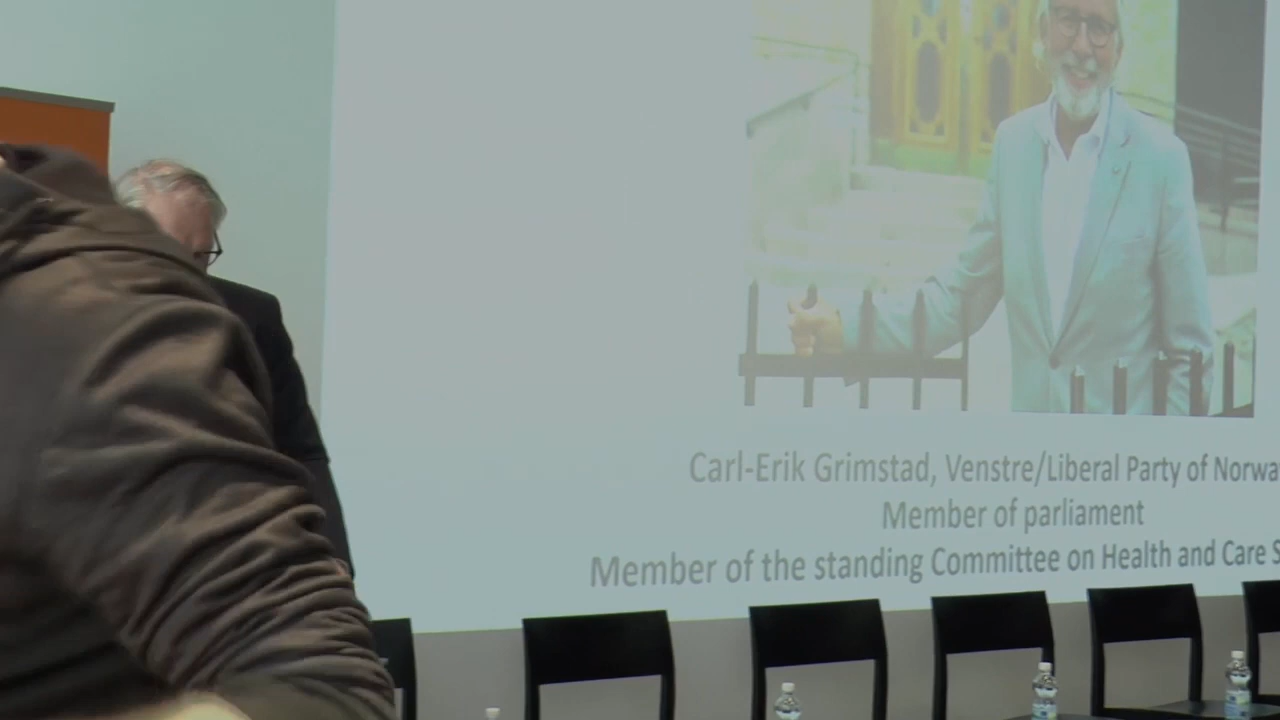 Carl-Erik Grimstad, Venstre/Liberal Party of Norwa
Member of parliament
Member of the standing Committee on Health and Care S